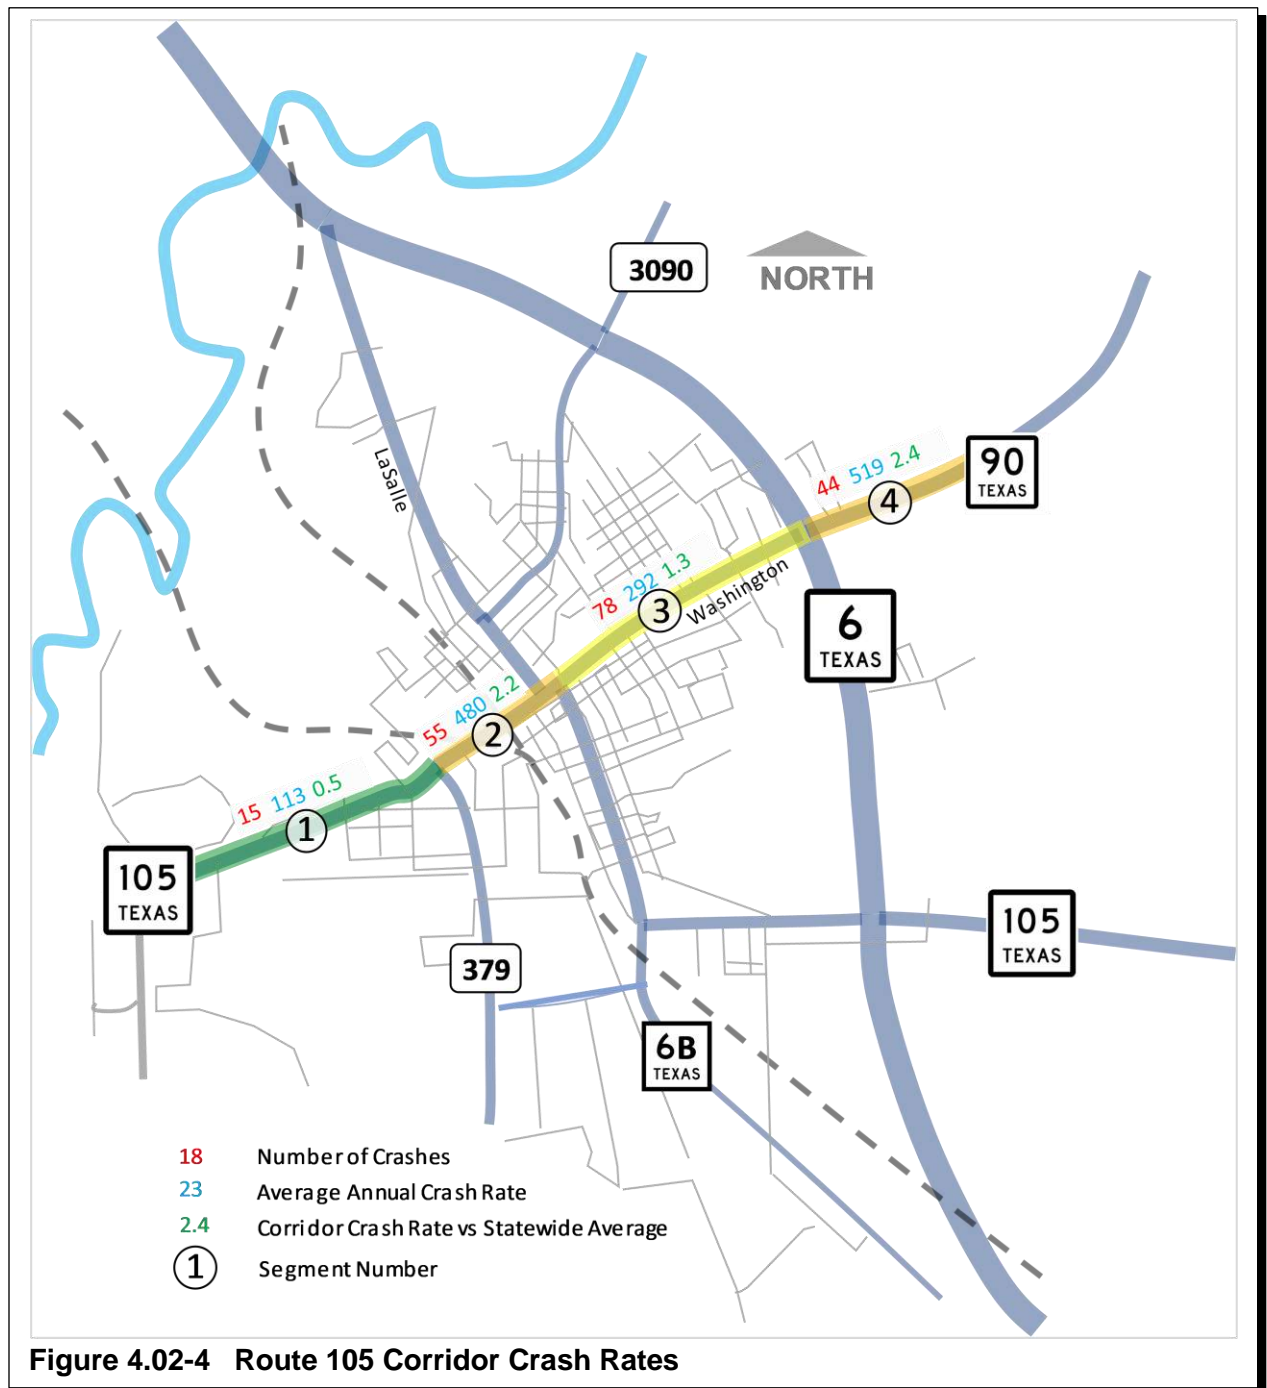 3090
NORTH
90
TEXAS
44 519 2.4
4
LaSalle
78 292 1.3
3
Washington
6
TEXAS
55 480 2.2
2
15 113 0.5
1
105
TEXAS
105
TEXAS
379
6B
TEXAS
18 Number of Crashes
23 Average Annual Crash Rate
2.4 Corridor Crash Rate vs Statewide Average
1 Segment Number
Figure 4.02-4 Route 105 Corridor Crash Rates